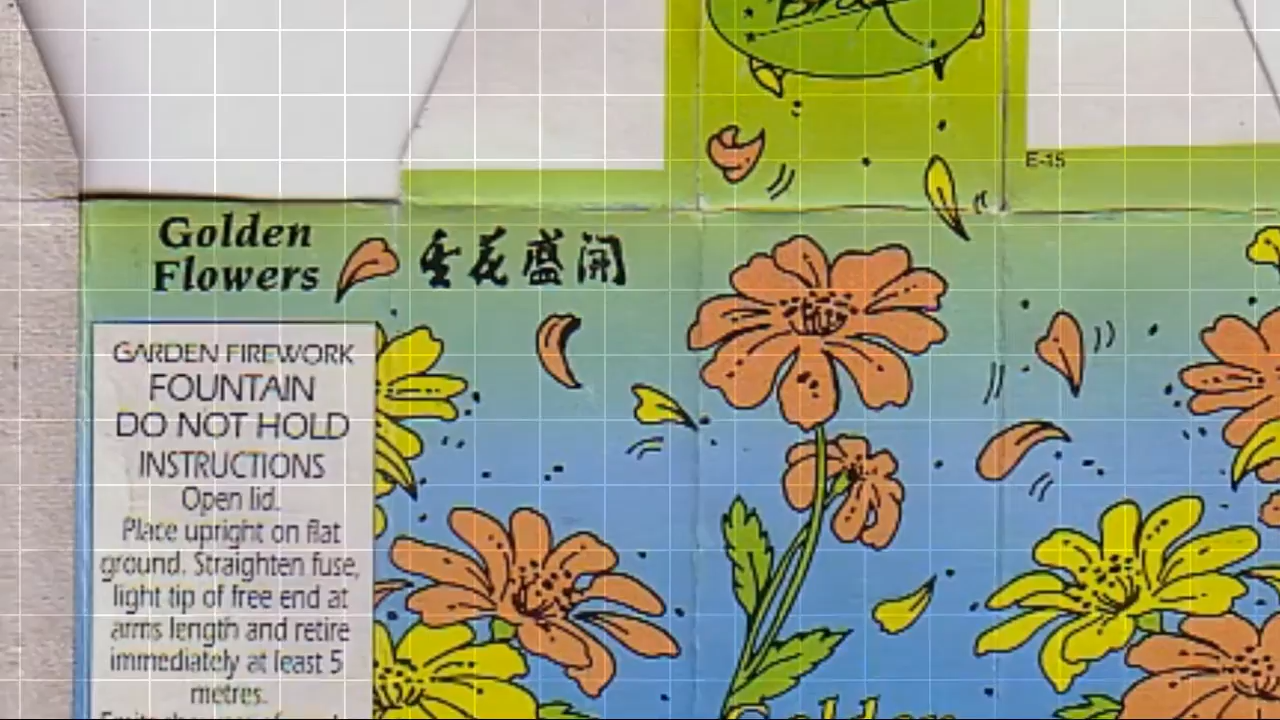 E-15
Golden
Flowers
花盛開
GARDEN FIREWORK
FOUNTAIN
DO NOT HOLD
INSTRUCTIONS
Open lid.
Place upright on flat
ground. Straighten fuse,
light tip of free end at
arms length and retire
immediately at least 5
metres.
Golden